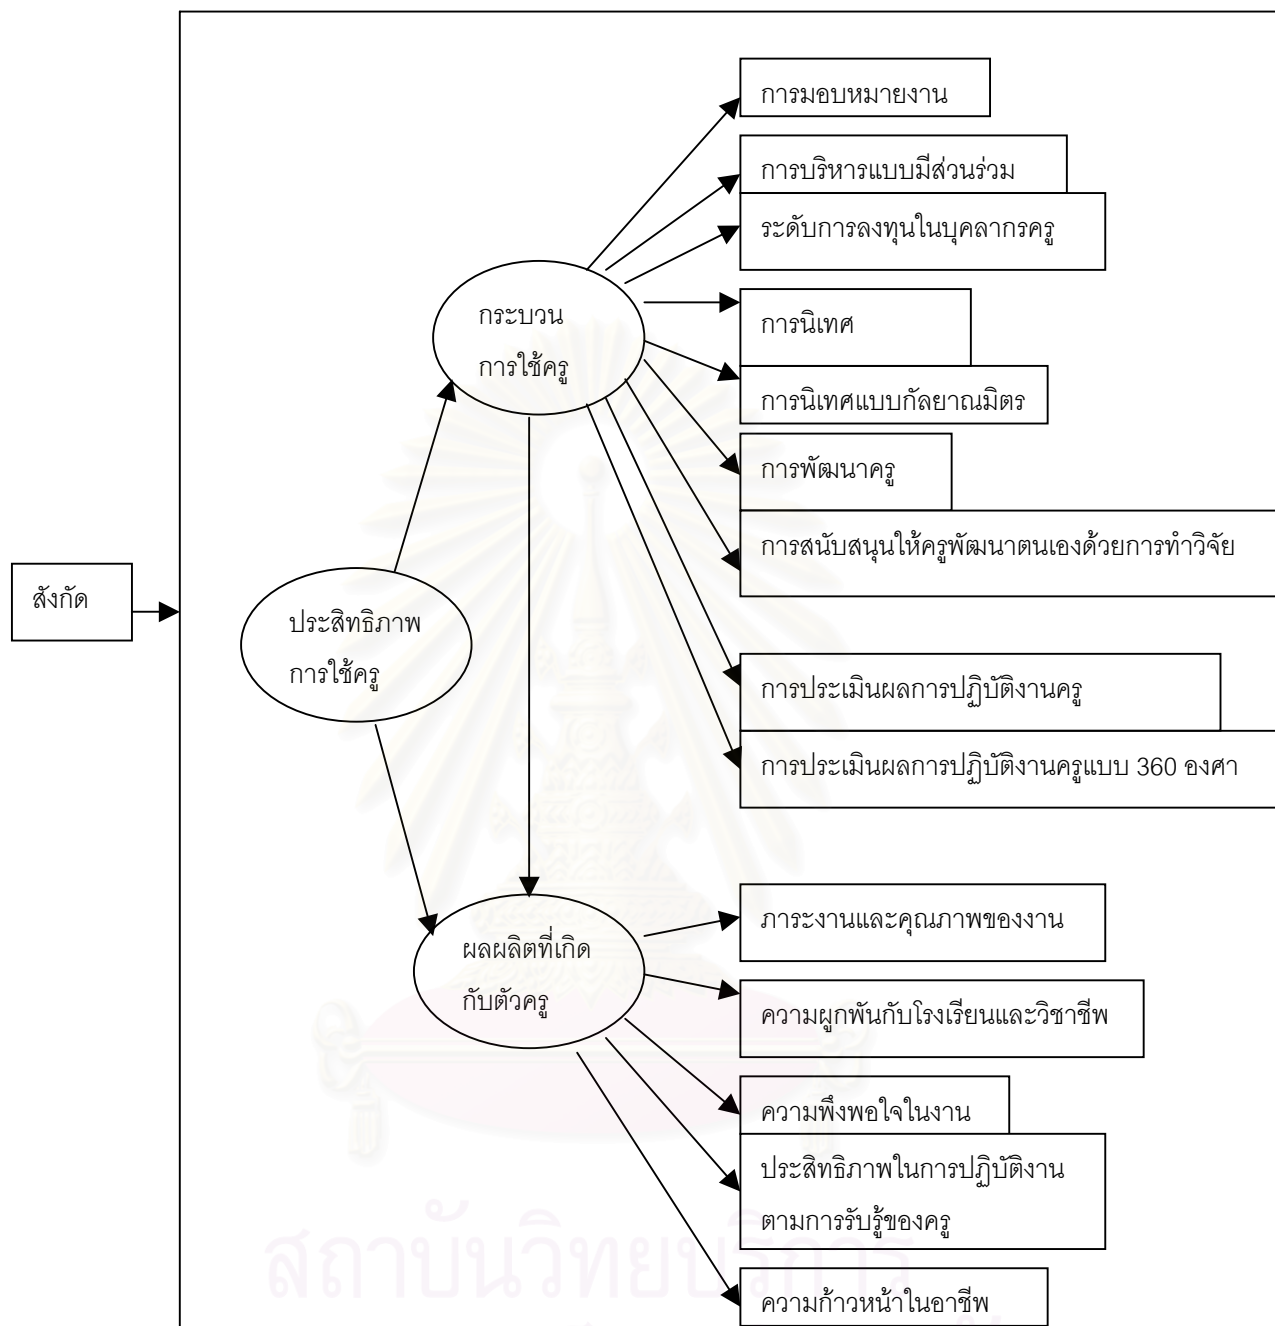 การมอบหมายงาน
การบริหารแบบมีส่วนร่วม
ระดับการลงทุนในบุคลากรครู
กระบวน
การใช้ครู
การนิเทศ
การนิเทศแบบกัลยาณมิตร
การพัฒนาครู
การสนับสนุนให้ครูพัฒนาตนเองด้วยการทำวิจัย
สังกัด
ประสิทธิภาพ
การใช้ครู
การประเมินผลการปฏิบัติงานครู
การประเมินผลการปฏิบัติงานครูแบบ 360 องศา
ผลผลิตที่เกิด
กับตัวครู
ภาระงานและคุณภาพของงาน
ความผูกพันกับโรงเรียนและวิชาชีพ
ความพึงพอใจในงาน
ประสิทธิภาพในการปฏิบัติงาน
ตามการรับรู้ของครู
ความก้าวหน้าในอาชีพ
สถาบันวิทยบริการ